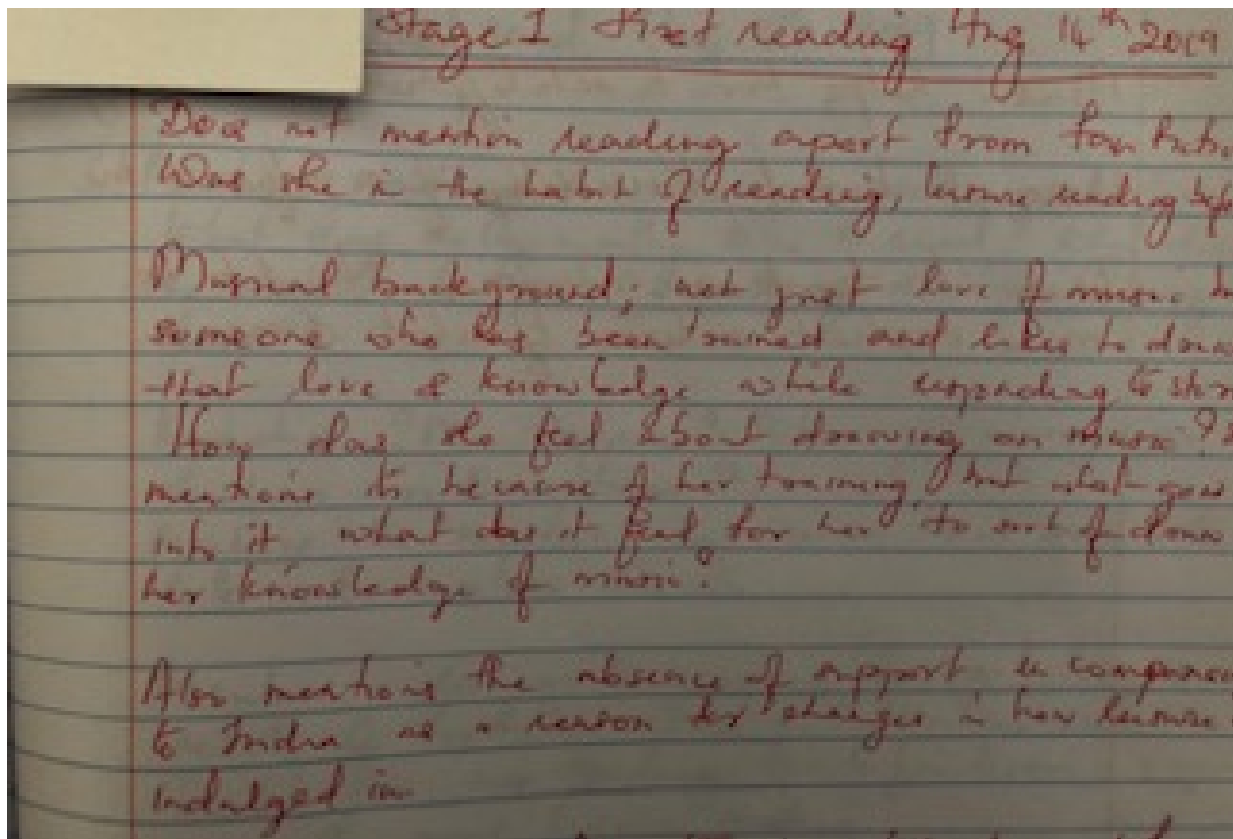 Stage 1 first reading Aug 14th 2019
Does not mention reading apart from
Was she in the habit of reading, leisure reading bef
Musical background; not just love of music b
someone who has been trained and likes to draw
that love & knowledge while responding to
How does she feel about drawing on music?
mentions its because of her training but what goes
into it what does it feel for her to sort of draw
her knowledge of music?
Also mentions the absence of support in comparison
to India as a reason for changes in how leisure
indulged in